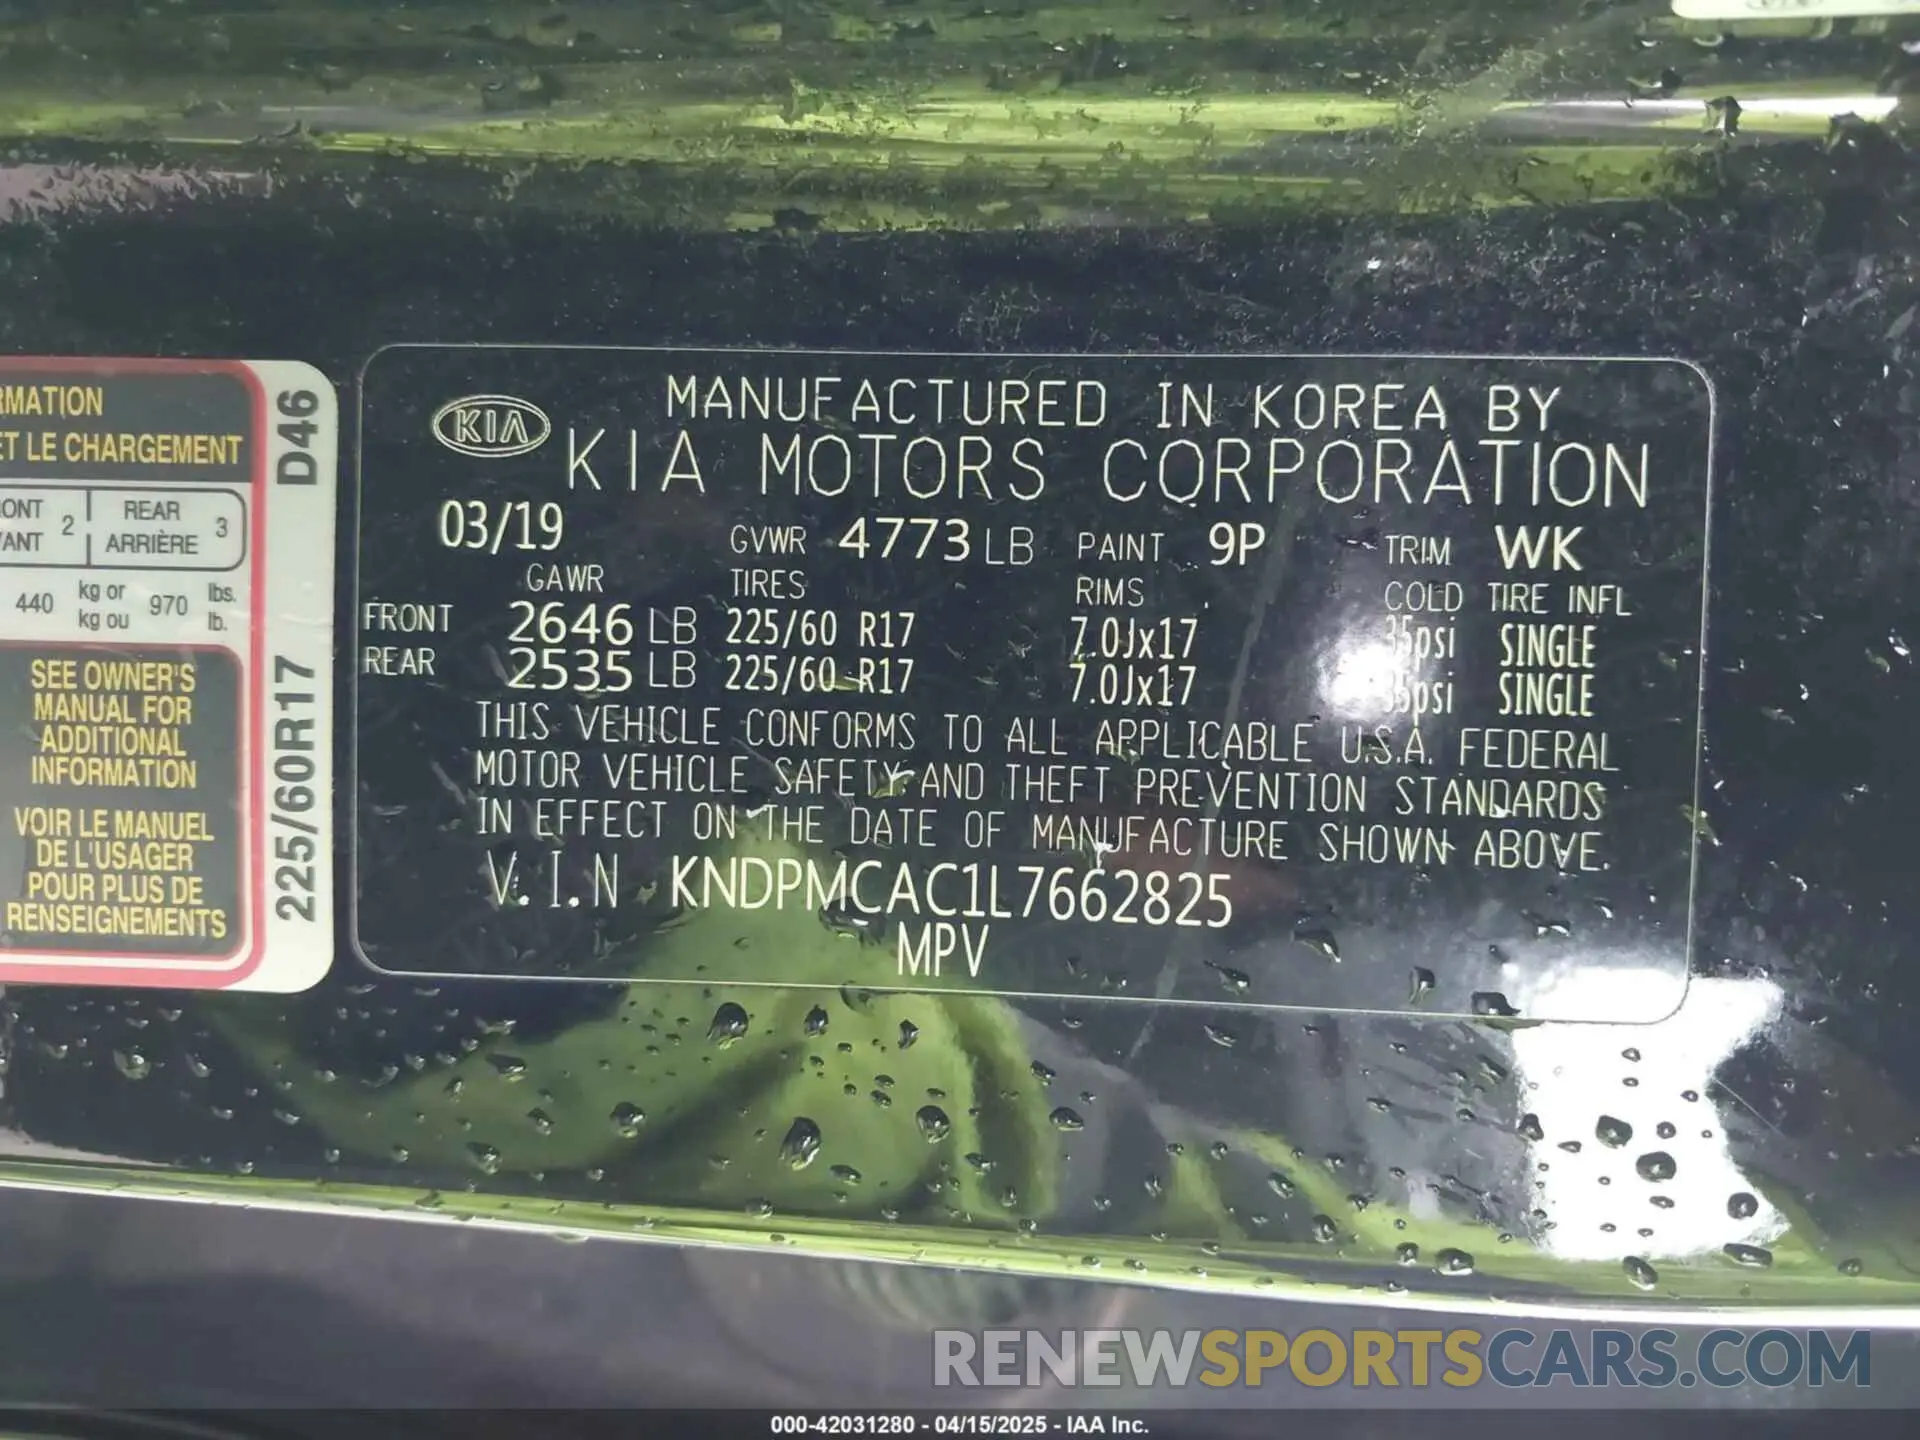 RMATION
ET LE CHARGEMENT
ONT
ANT
2
REAR
ARRIÈRE
3
440 kg or 970 lbs.
kg ou lb.
SEE OWNER'S
MANUAL FOR
ADDITIONAL
INFORMATION
VOIR LE MANUEL
DE L'USAGER
POUR PLUS DE
RENSEIGNEMENTS
D46
225/60R17
KIA
MANUFACTURED IN KOREA BY
KIA MOTORS CORPORATION
03/19 GVWR 4773 LB PAINT 9P TRIM WK
GAWR TIRES RIMS COLD TIRE INFL
FRONT 2646 LB 225/60 R17 7.0Jx17 35psi SINGLE
REAR 2535 LB 225/60 R17 7.0Jx17 35psi SINGLE
THIS VEHICLE CONFORMS TO ALL APPLICABLE U.S.A. FEDERAL
MOTOR VEHICLE SAFETY AND THEFT PREVENTION STANDARDS
IN EFFECT ON THE DATE OF MANUFACTURE SHOWN ABOVE.
V.I.N KNDPMCAC1L7662825
MPV
RENEWSPORTSCARS.COM
000-42031280 - 04/15/2025 - IAA Inc.